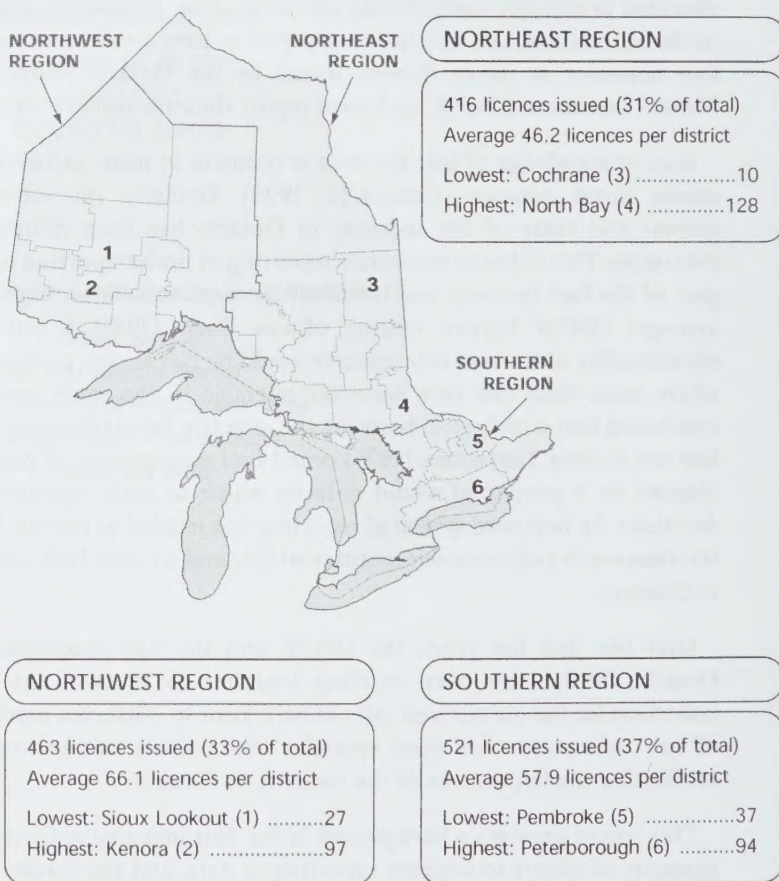 NORTHWEST
REGION
NORTHEAST
REGION
1
2
3
SOUTHERN
REGION
4
5
6
NORTHEAST REGION
416 licences issued (31% of total)
Average 46.2 licences per district
Lowest: Cochrane (3) ...................10
Highest: North Bay (4) ..............128
NORTHWEST REGION
463 licences issued (33% of total)
Average 66.1 licences per district
Lowest: Sioux Lookout (1) ...........27
Highest: Kenora (2) .....................97
SOUTHERN REGION
521 licences issued (37% of total)
Average 57.9 licences per district
Lowest: Pembroke (5) .................37
Highest: Peterborough (6) ...........94